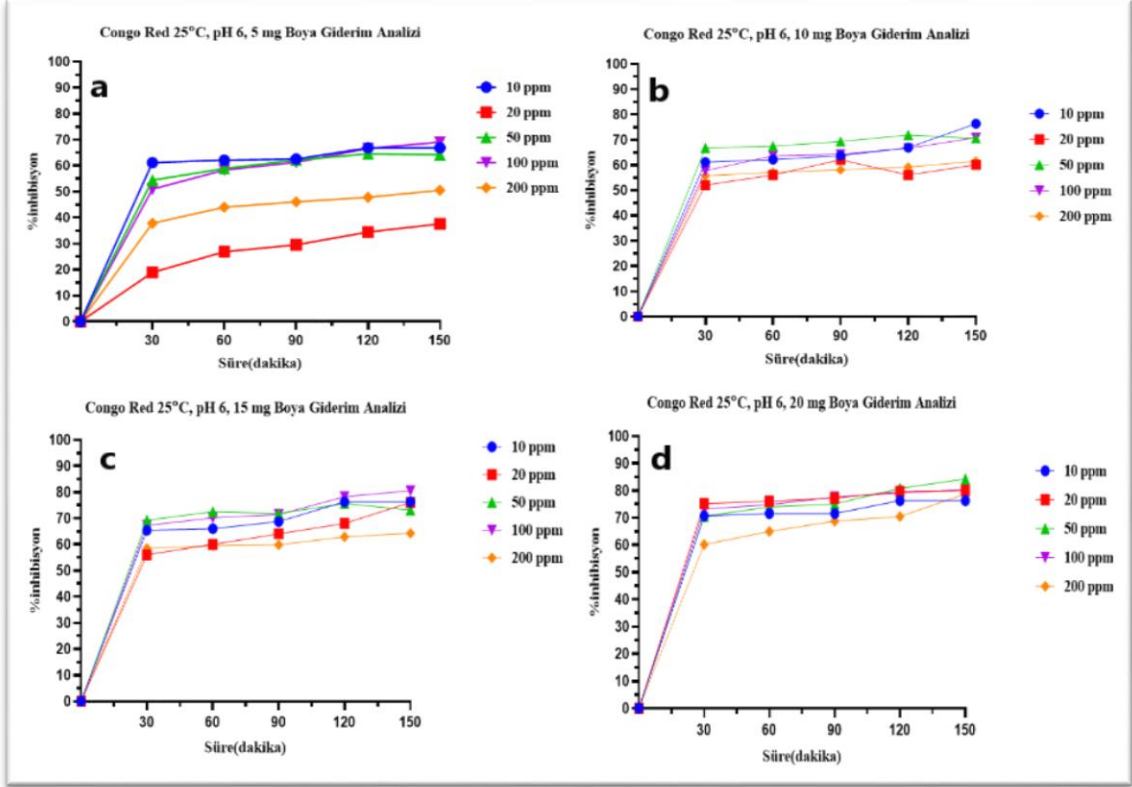 Congo Red 25°C, pH 6, 5 mg Boya Giderim Analizi
a
%inhibisyon
100
90
80
70
60
50
40
30
20
10
0
30 60 90 120 150
Süre(dakika)
10 ppm
20 ppm
50 ppm
100 ppm
200 ppm
Congo Red 25°C, pH 6, 10 mg Boya Giderim Analizi
b
%inhibisyon
100
90
80
70
60
50
40
30
20
10
0
30 60 90 120 150
Süre(dakika)
10 ppm
20 ppm
50 ppm
100 ppm
200 ppm
Congo Red 25°C, pH 6, 15 mg Boya Giderim Analizi
c
%inhibisyon
100
90
80
70
60
50
40
30
20
10
0
30 60 90 120 150
Süre(dakika)
10 ppm
20 ppm
50 ppm
100 ppm
200 ppm
Congo Red 25°C, pH 6, 20 mg Boya Giderim Analizi
d
%inhibisyon
100
90
80
70
60
50
40
30
20
10
0
30 60 90 120 150
Süre(dakika)
10 ppm
20 ppm
50 ppm
100 ppm
200 ppm